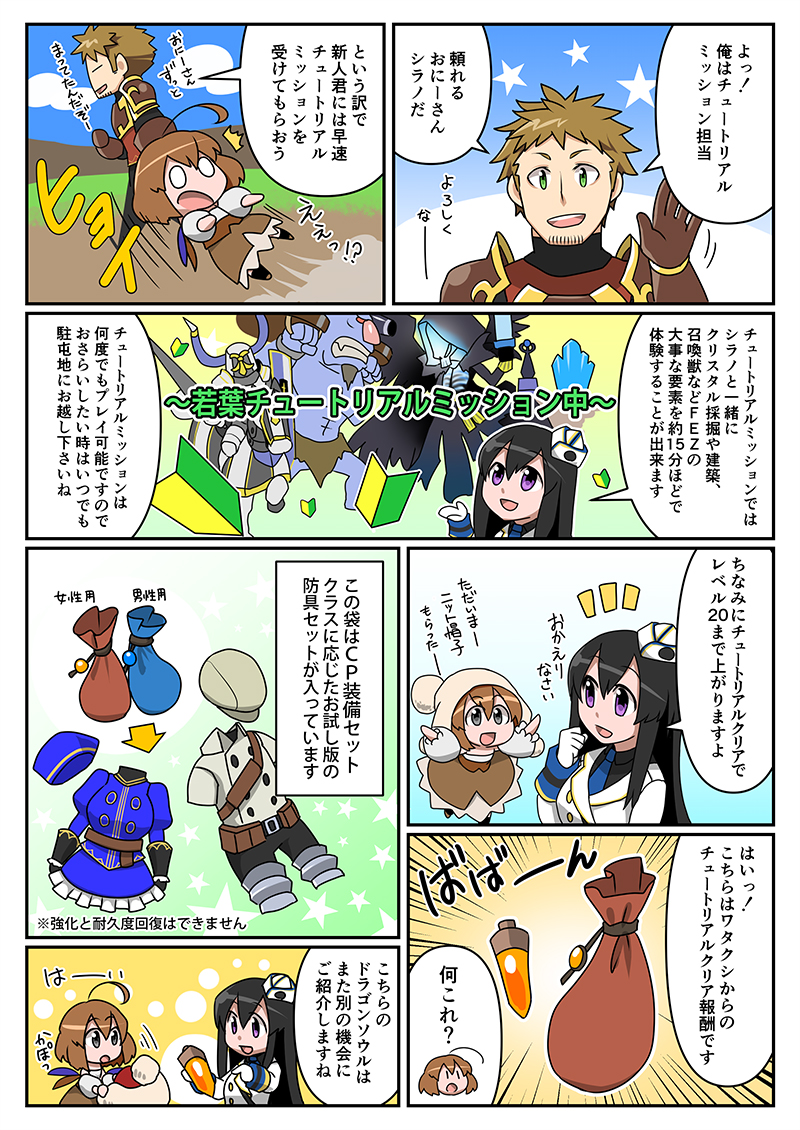 よっ！
俺はチュートリアル
ミッション担当
頼れる
おにーさん
シラノだ
よろしく
なー
という訳で
新人君には早速
チュートリアル
ミッションを
受けてもらおう
おにーさん
ずっと
まってたんだぞー
ヒョイ
ええっ!?
チュートリアルミッションでは
シラノと一緒に
クリスタル採掘や建築、
召喚獣などＦＥＺの
大事な要素を約15分ほどで
体験することが出来ます
～若葉チュートリアルミッション中～
チュートリアルミッションは
何度でもプレイ可能ですので
おさらいしたい時はいつでも
駐屯地にお越し下さいね
ちなみにチュートリアルクリアで
レベル20まで上がりますよ
おかえり
なさい
ただいまー
ニット帽子
もらったー
はいっ！
こちらはワタクシからの
チュートリアルクリア報酬です
ばばーん
何これ？
この袋はＣＰ装備セット
クラスに応じたお試し版の
防具セットが入っています
男性用
女性用
※強化と耐久度回復はできません
こちらの
ドラゴンソウルは
また別の機会に
ご紹介しますね
はーい
かぽっ